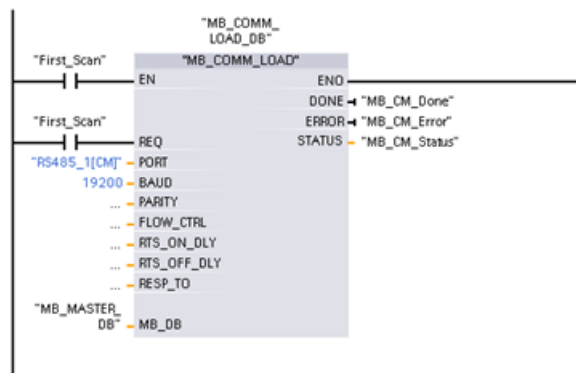 "MB_COMM_
LOAD_DB"
"First_Scan"
"MB_COMM_LOAD"
EN
ENO
DONE
"MB_CM_Done"
"First_Scan"
ERROR
"MB_CM_Error"
REQ
STATUS
"MB_CM_Status"
"RS485_1[CM]"
PORT
19200
BAUD
...
PARITY
...
FLOW_CTRL
...
RTS_ON_DLY
...
RTS_OFF_DLY
...
RESP_TO
"MB_MASTER_
DB"
MB_DB